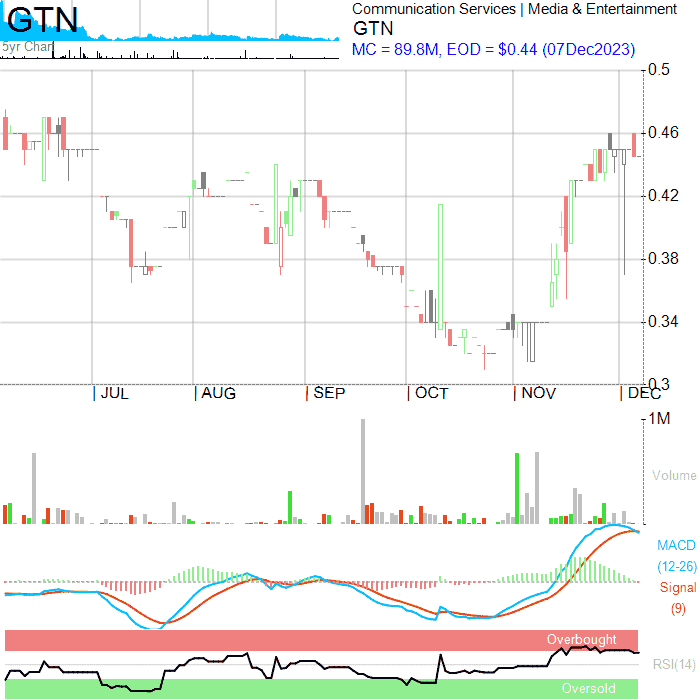 GTN
5yr Chart
Communication Services | Media & Entertainment
GTN
MC = 89.8M, EOD = $0.44 (07Dec2023)
0.5
0.46
0.42
0.38
0.34
0.3
JUL AUG SEP OCT NOV DEC
1M
Volume
MACD
(12-26)
Signal
(9)
Overbought
RSI(14)
Oversold